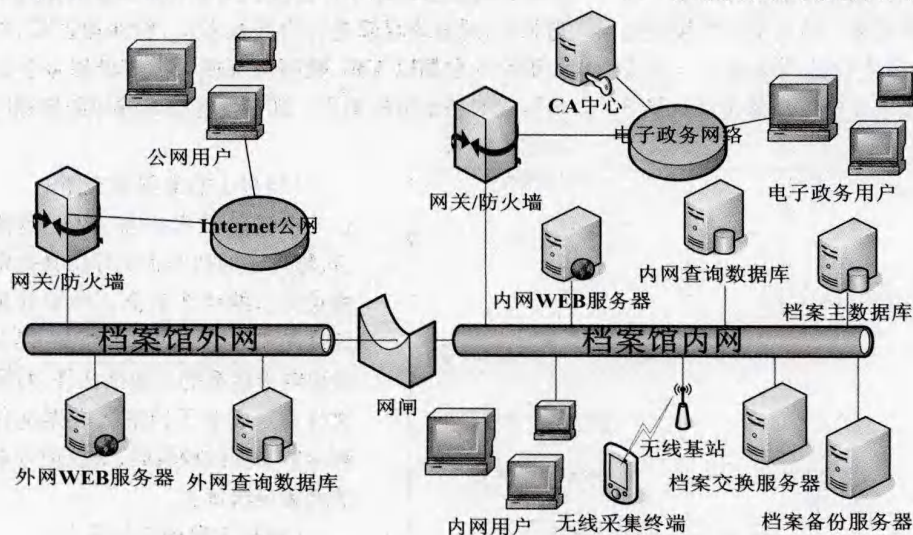 CA中心
电子政务网络
公网用户
网关/防火墙
电子政务用户
Internet公网
网关/防火墙
内网WEB服务器
内网查询数据库
档案主数据库
档案馆外网
档案馆内网
网闸
无线基站
外网WEB服务器
外网查询数据库
内网用户
无线采集终端
档案交换服务器
档案备份服务器